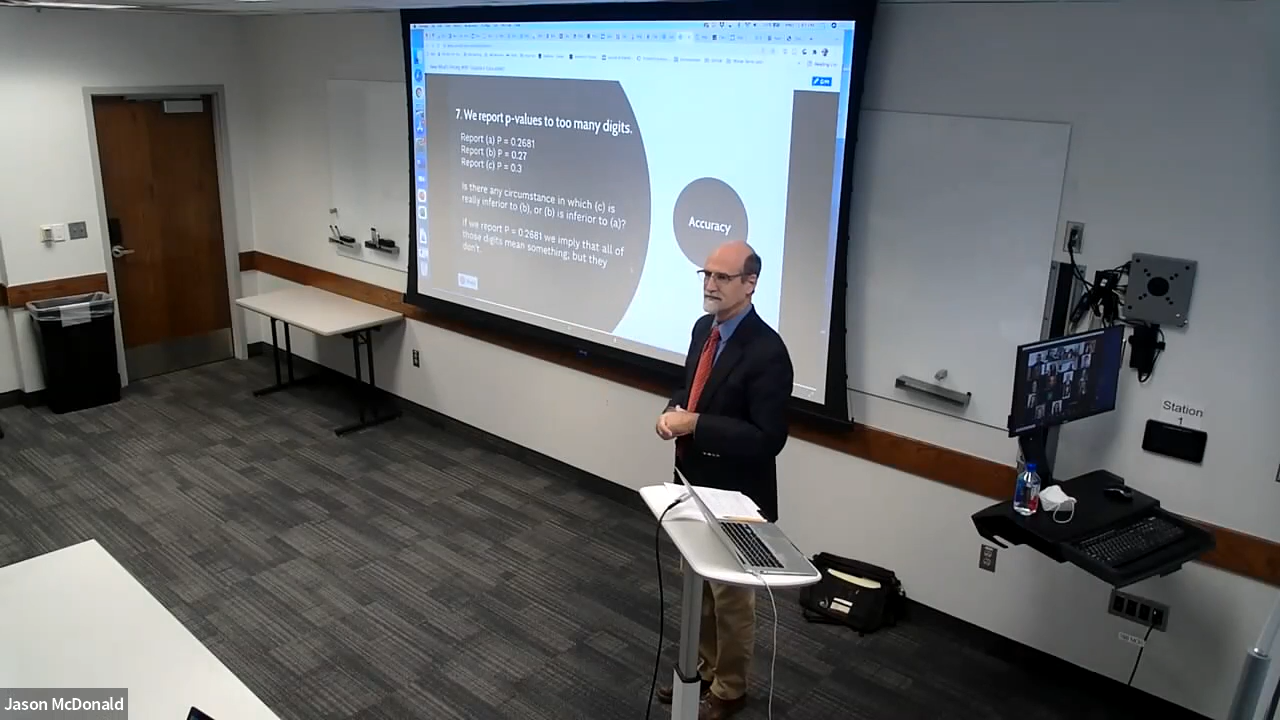 7. We report p-values to too many digits.
Report (a) P = 0.2681
Report (b) P = 0.27
Report (c) P = 0.3
Is there any circumstance in which (c) is
really inferior to (b), or (b) is inferior to (a)?
If we report P = 0.2681 we imply that all of
those digits mean something; but they
don't.
Accuracy
Reading List
Station
1
Jason McDonald